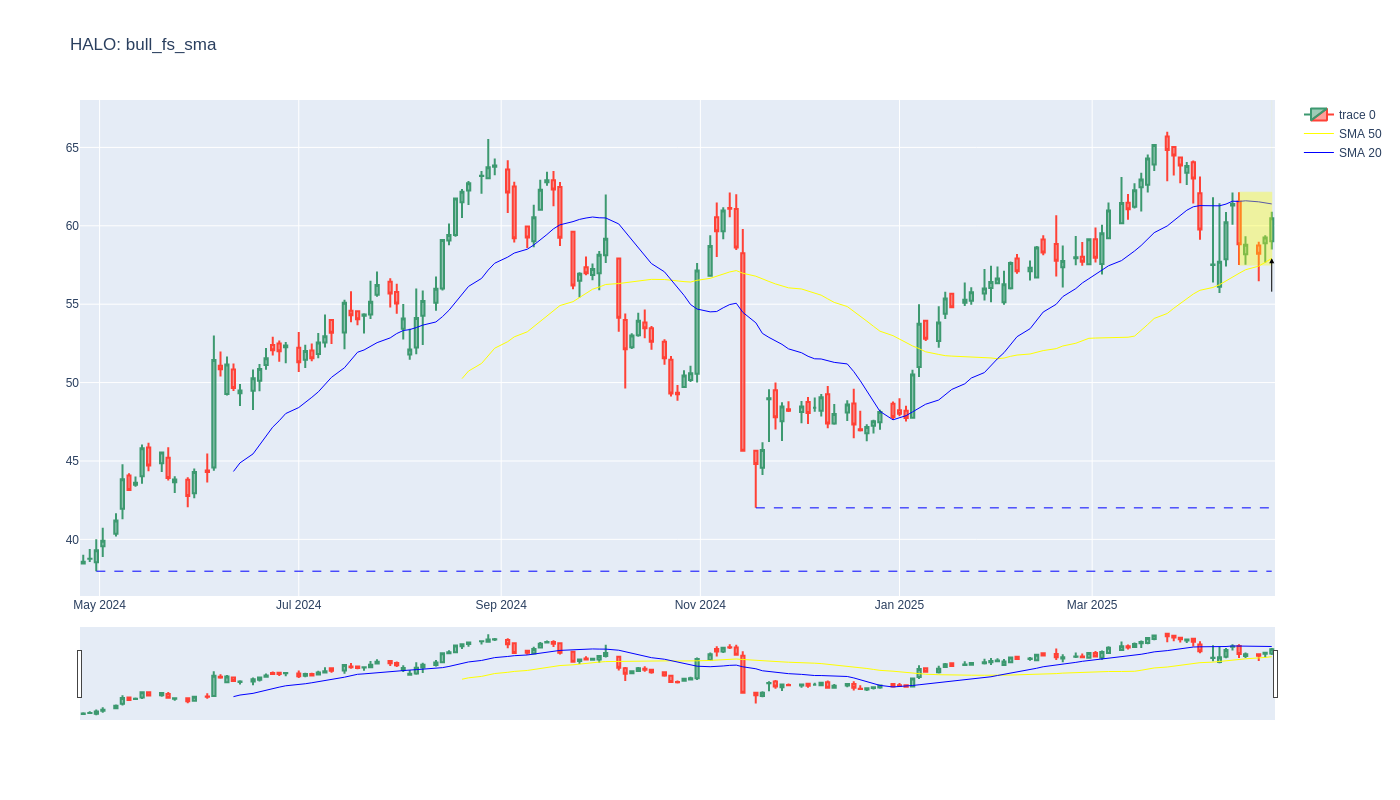 HALO: bull_fs_sma
trace 0
SMA 50
SMA 20
65
60
55
50
45
40
May 2024
Jul 2024
Sep 2024
Nov 2024
Jan 2025
Mar 2025